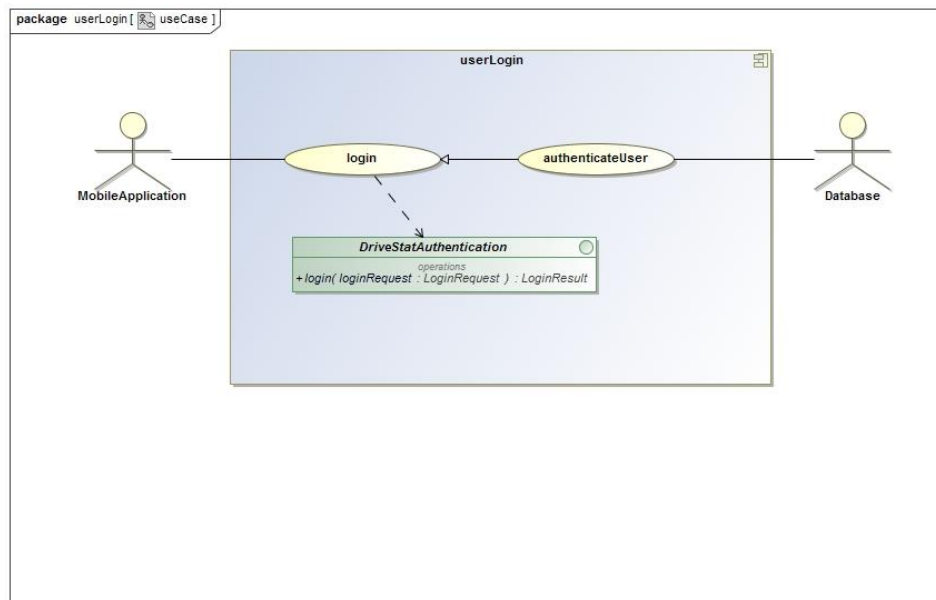 package userLogin [ useCase ]
userLogin
login
authenticateUser
MobileApplication
Database
DriveStatAuthentication
operations
+login( loginRequest : LoginRequest ) : LoginResult